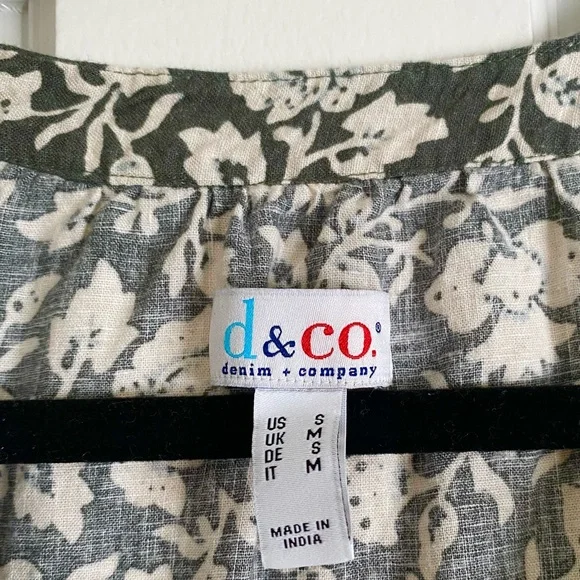 d&co.®
denim + company
US S
UK M
DE S
IT M
MADE IN
INDIA